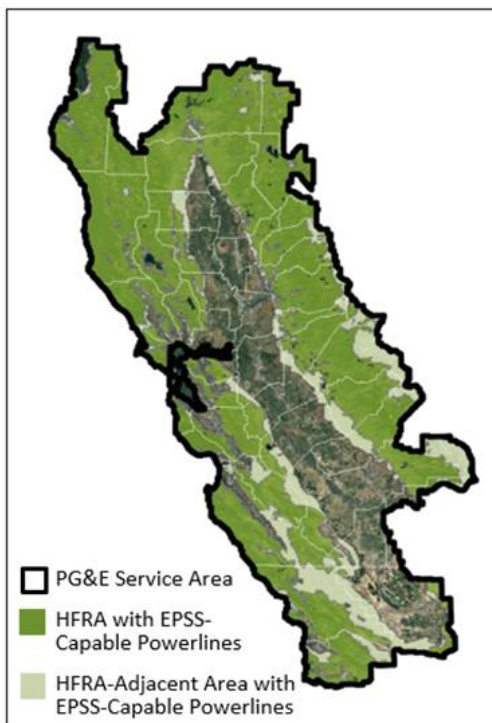 PG&E Service Area
HFRA with EPSS-
Capable Powerlines
HFRA-Adjacent Area with
EPSS-Capable Powerlines